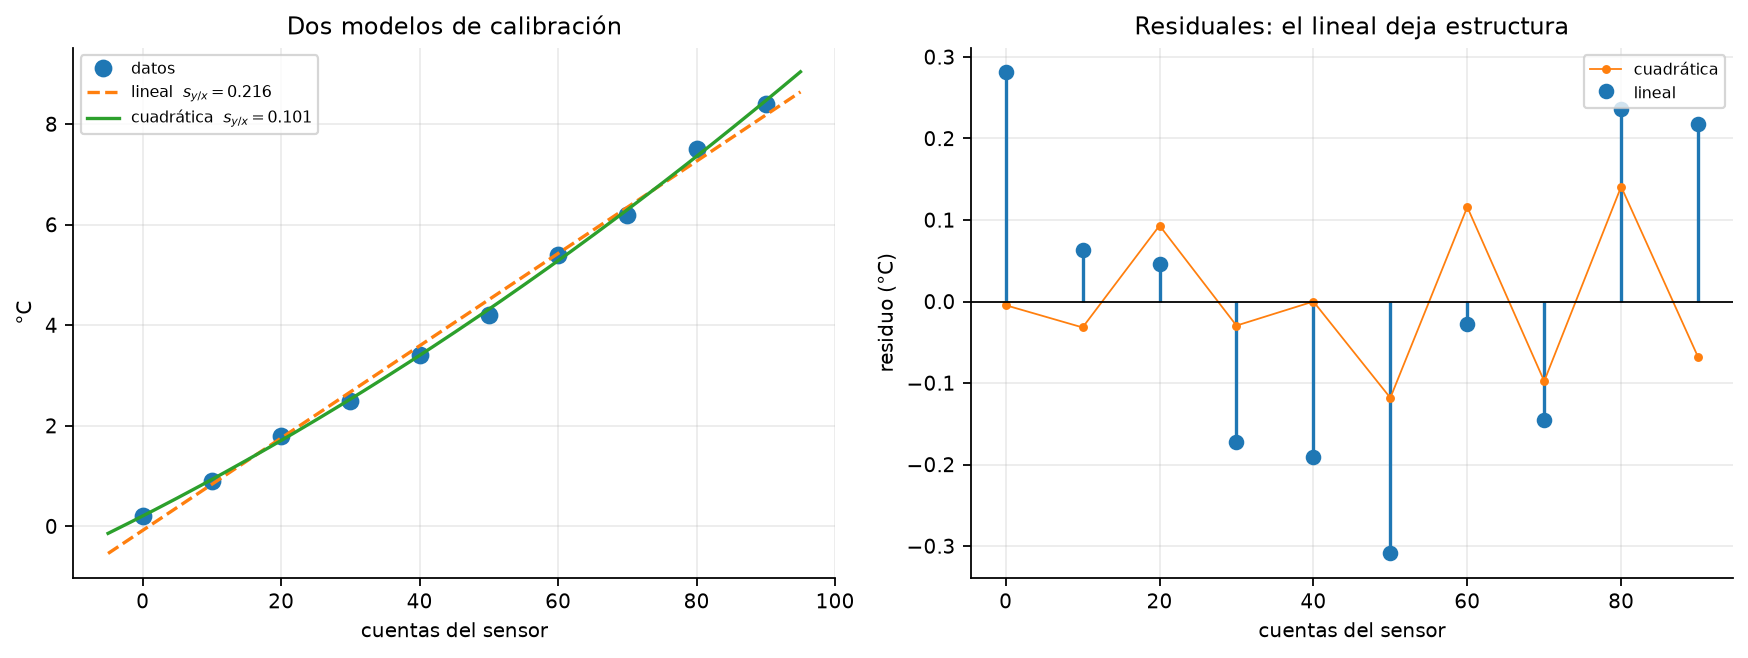 Dos modelos de calibración
datos
lineal s_{y/x} = 0.216
cuadrática s_{y/x} = 0.101
°C
8
6
4
2
0
0 20 40 60 80 100
cuentas del sensor
Residuales: el lineal deja estructura
cuadrática
lineal
residuo (°C)
0.3
0.2
0.1
0.0
−0.1
−0.2
−0.3
0 20 40 60 80
cuentas del sensor